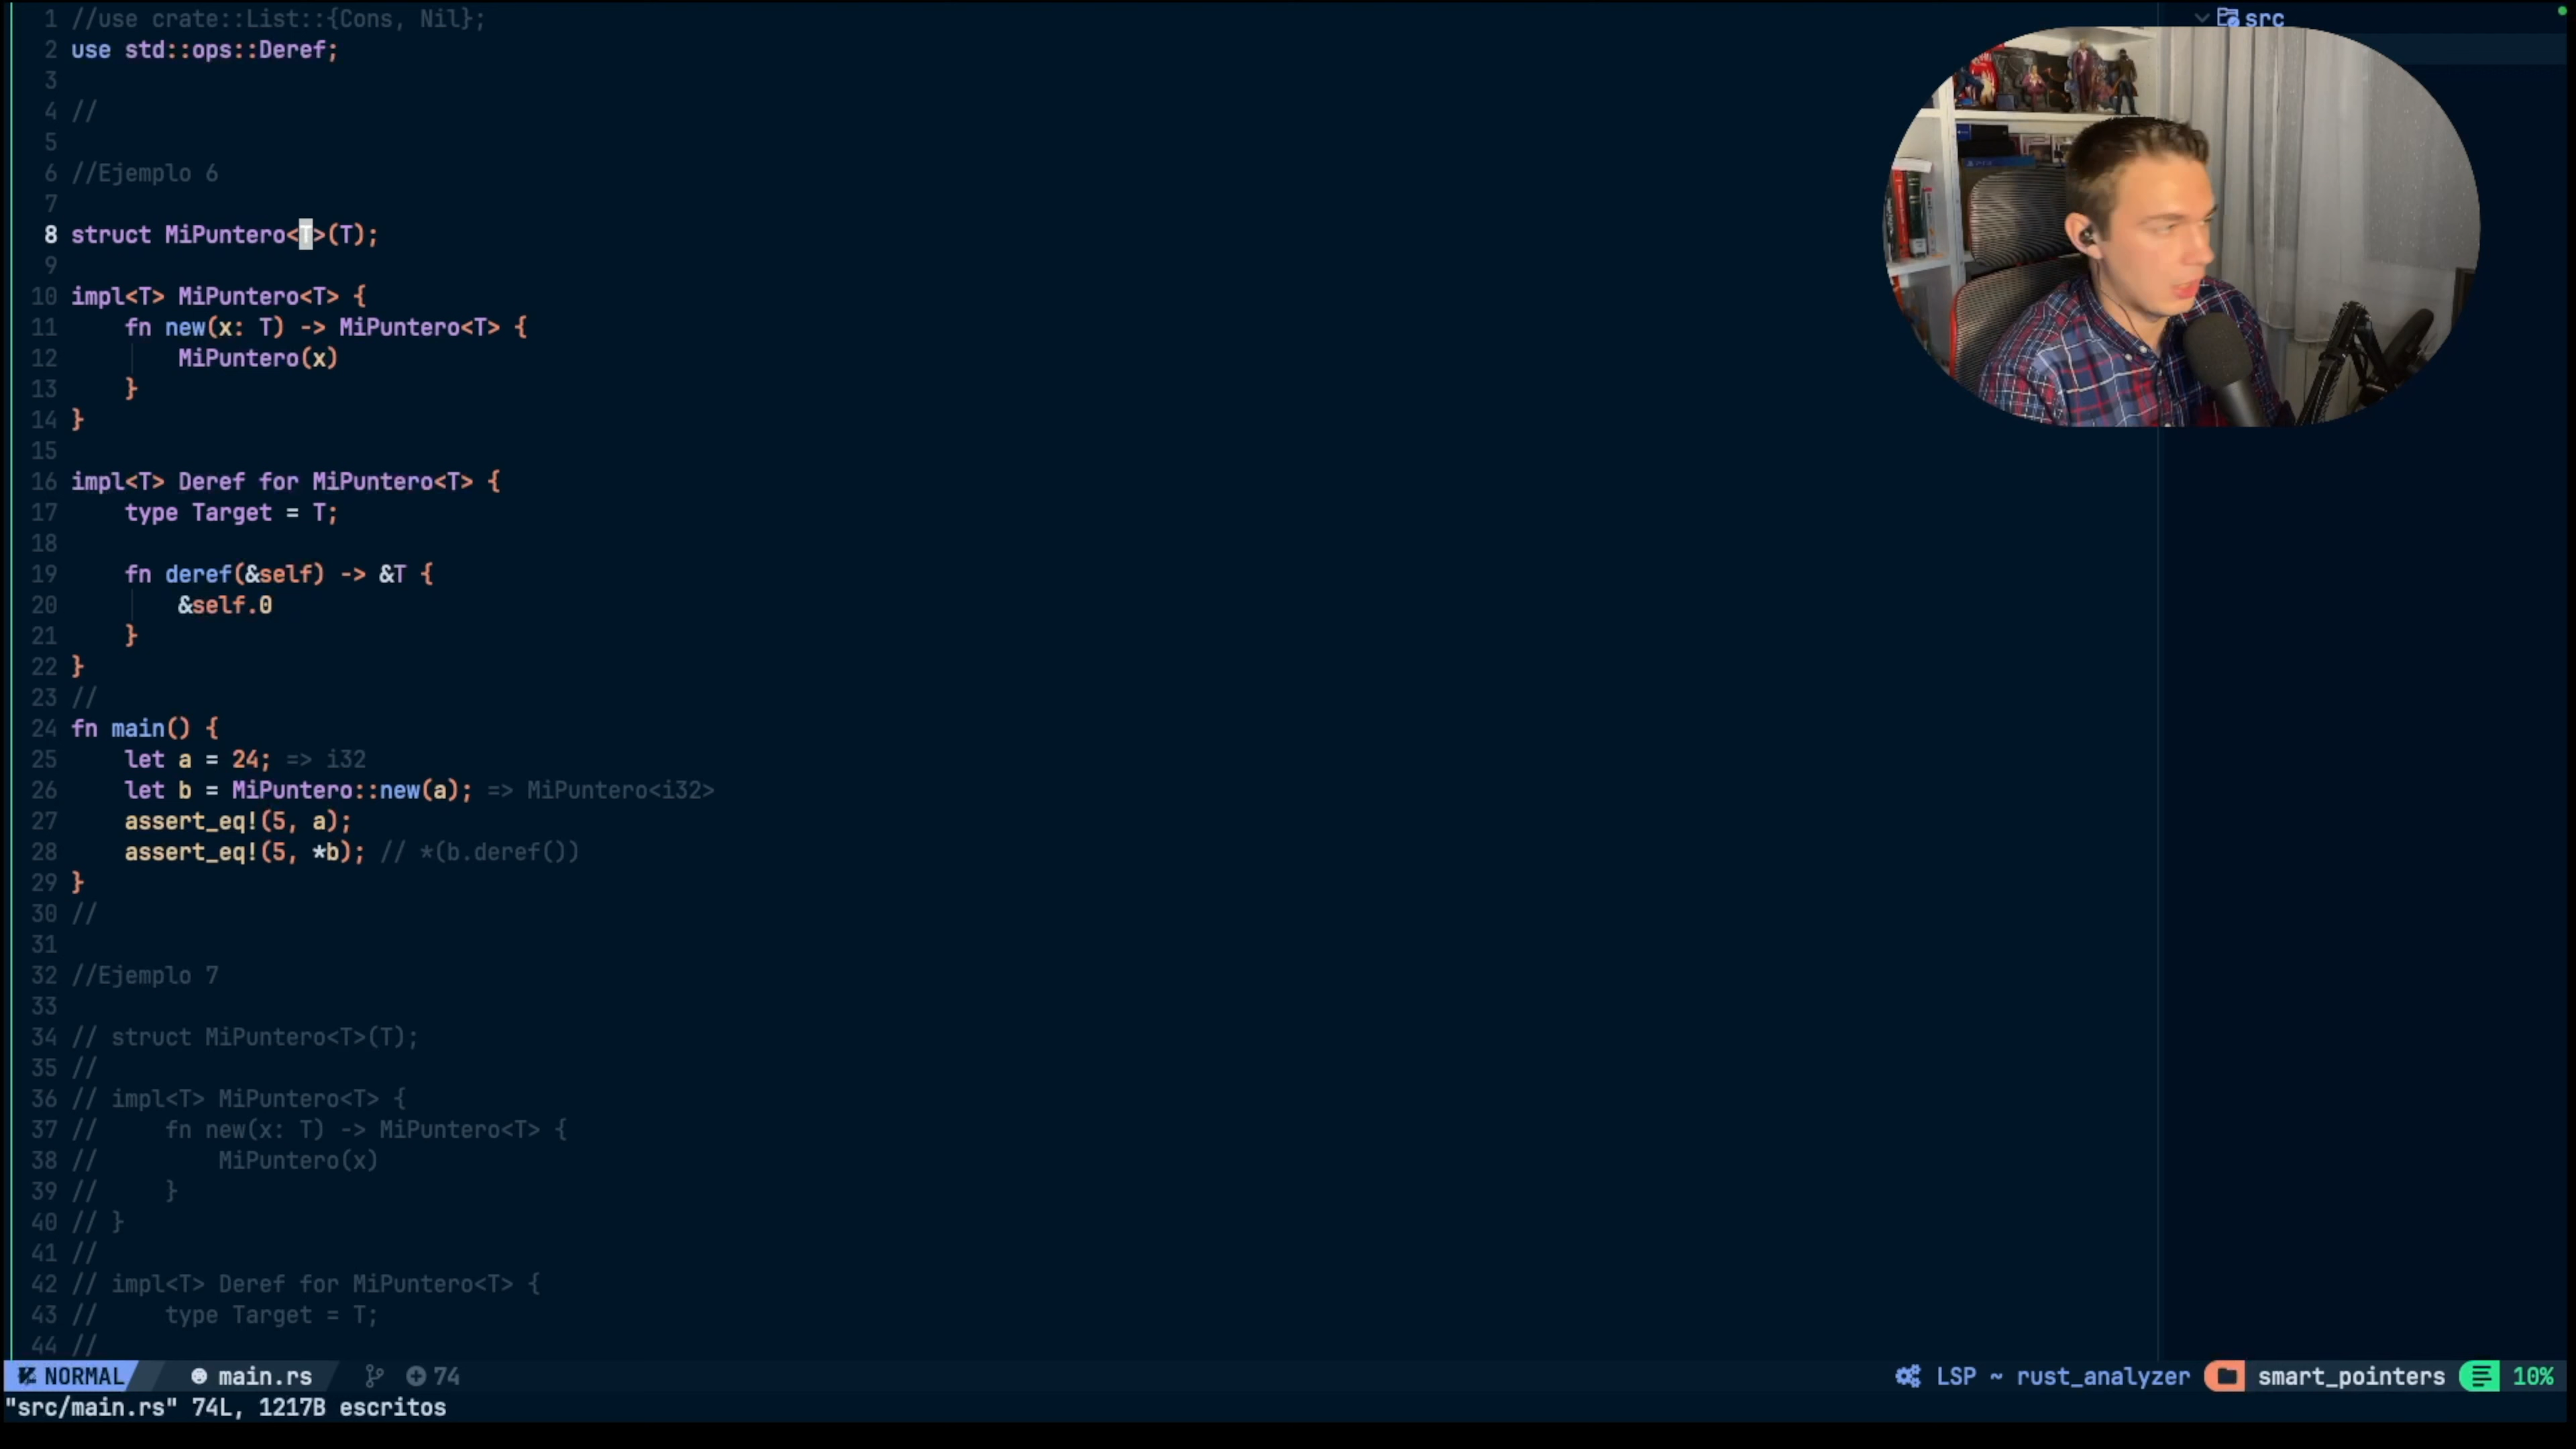 1 //use crate::List::{Cons, Nil};
2 use std::ops::Deref;
3
4 //
5
6 //Ejemplo 6
7
8 struct MiPuntero<T>(T);
9
10 impl<T> MiPuntero<T> {
11     fn new(x: T) -> MiPuntero<T> {
12         MiPuntero(x)
13     }
14 }
15
16 impl<T> Deref for MiPuntero<T> {
17     type Target = T;
18
19     fn deref(&self) -> &T {
20         &self.0
21     }
22 }
23 //
24 fn main() {
25     let a = 24; => i32
26     let b = MiPuntero::new(a); => MiPuntero<i32>
27     assert_eq!(5, a);
28     assert_eq!(5, *b); // *(b.deref())
29 }
30 //
31
32 //Ejemplo 7
33
34 // struct MiPuntero<T>(T);
35 //
36 // impl<T> MiPuntero<T> {
37 //     fn new(x: T) -> MiPuntero<T> {
38 //         MiPuntero(x)
39 //     }
40 // }
41 //
42 // impl<T> Deref for MiPuntero<T> {
43 //     type Target = T;
44 //
src
NORMAL main.rs 74 LSP ~ rust_analyzer smart_pointers 10%
"src/main.rs" 74L, 1217B escritos